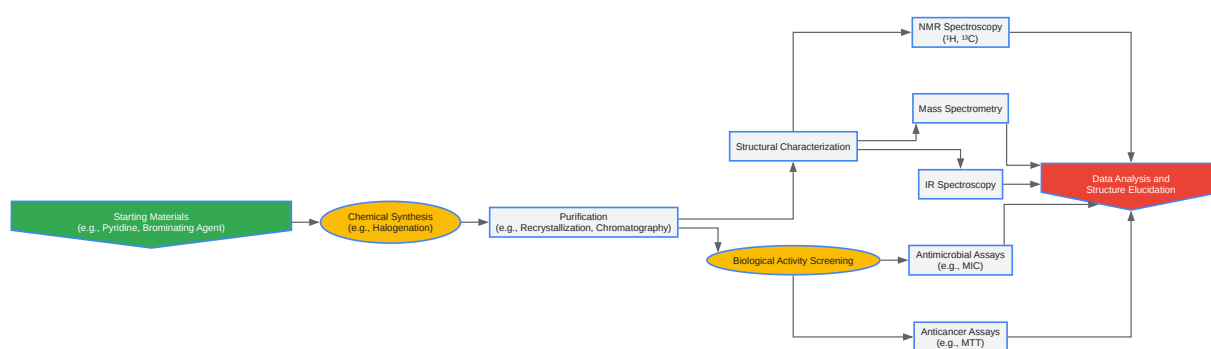 Starting Materials
(e.g., Pyridine, Brominating Agent)
Chemical Synthesis
(e.g., Halogenation)
Purification
(e.g., Recrystallization, Chromatography)
Structural Characterization
NMR Spectroscopy
(¹H, ¹³C)
Mass Spectrometry
IR Spectroscopy
Biological Activity Screening
Antimicrobial Assays
(e.g., MIC)
Anticancer Assays
(e.g., MTT)
Data Analysis and
Structure Elucidation